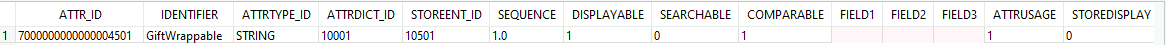 ATTR_ID IDENTIFIER ATTRTYPE_ID ATTRDICT_ID STOREENT_ID SEQUENCE DISPLAYABLE SEARCHABLE COMPARABLE FIELD1 FIELD2 FIELD3 ATTRUSAGE STOREDISPLAY
1 7000000000000004501 GiftWrappable STRING 10001 10501 1.0 1 0 1 1 0